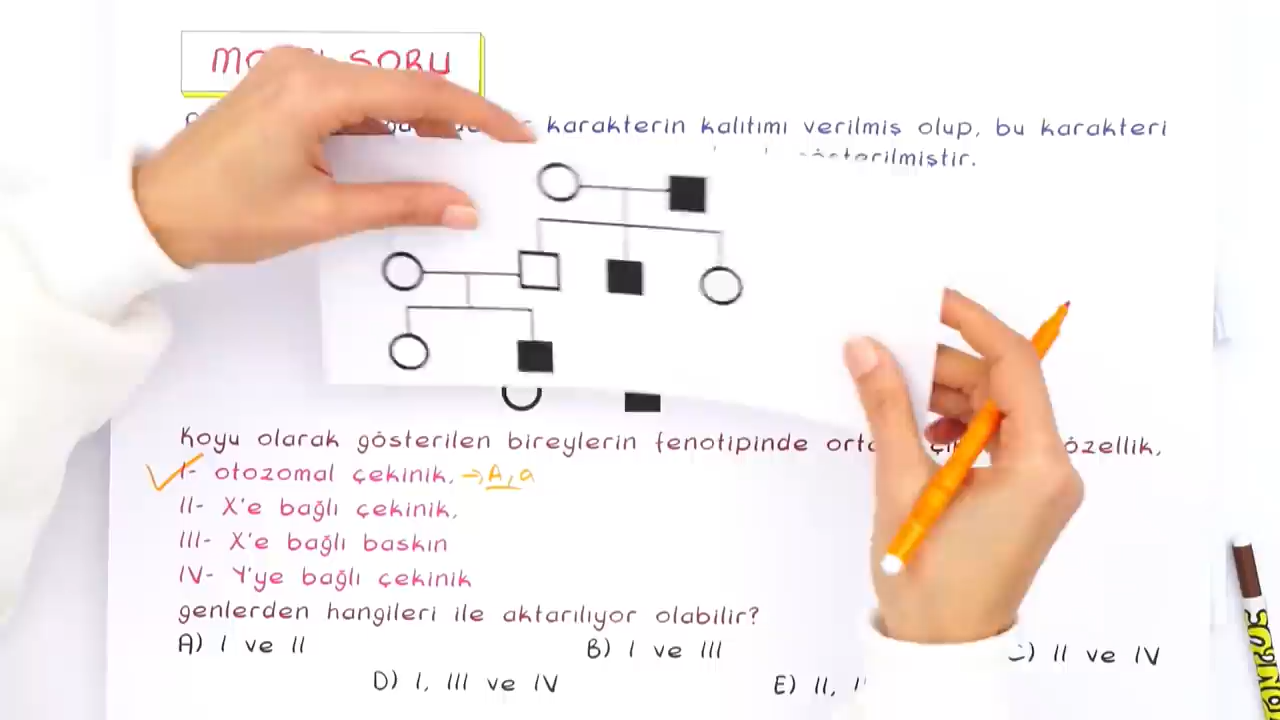 SORU
karakterin kalıtımı verilmiş olup, bu karakteri
gösterilmiştir.
Koyu olarak gösterilen bireylerin fenotipinde özellik,
I- otozomal çekinik, → A, a
II- X'e bağlı çekinik,
III- X'e bağlı baskın
IV- Y'ye bağlı çekinik
genlerden hangileri ile aktarılıyor olabilir?
A) I ve II B) I ve III C) II ve IV
D) I, III ve IV E) II,